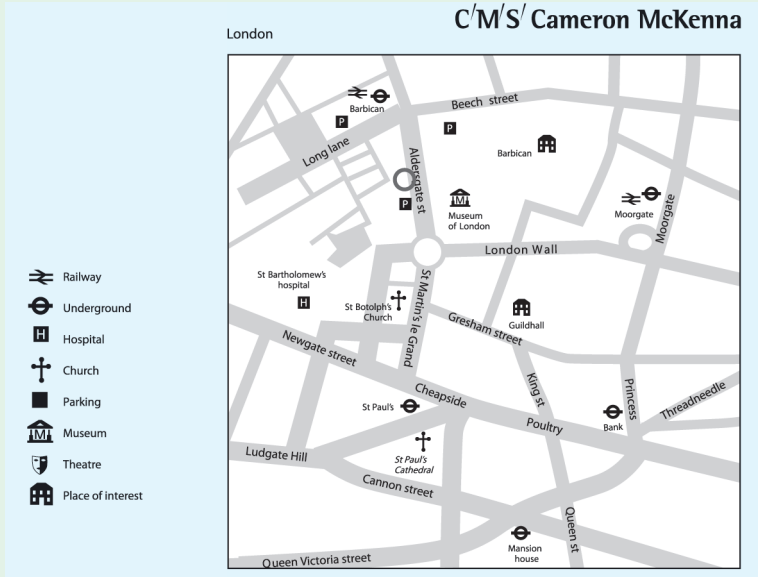 C/M/S/ Cameron McKenna
London
Barbican
P
Beech street
P
Long lane
Barbican
Aldersgate st
P
M
Museum
of London
Moorgate
Moorgate
London Wall
St Bartholomew's
hospital
H
St Botolph's
Church
St Martin's le Grand
Guildhall
Gresham street
Newgate street
King st
Princess
Threadneedle
Cheapside
St Paul's
Poultry
Bank
St Paul's
Cathedral
Ludgate Hill
Cannon street
Queen st
Mansion
house
Queen Victoria street
Railway
Underground
H Hospital
Church
Parking
M Museum
Theatre
Place of interest